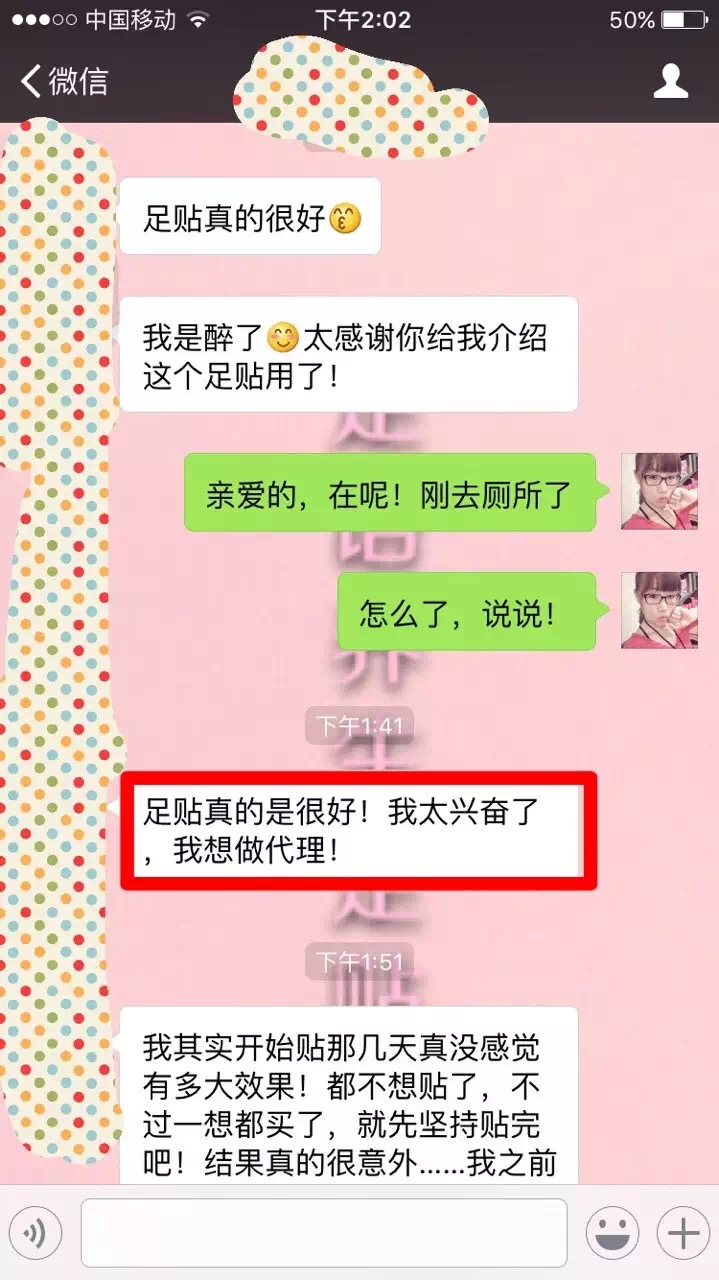 中国移动
下午2:02
50%
微信
足贴真的很好
我是醉了太感谢你给我介绍
这个足贴用了！
亲爱的，在呢！刚去厕所了
怎么了，说说！
下午1:41
足贴真的是很好！我太兴奋了
，我想做代理！
下午1:51
我其实开始贴那几天真没感觉
有多大效果！都不想贴了，不
过一想都买了，就先坚持贴完
吧！结果真的很意外……我之前